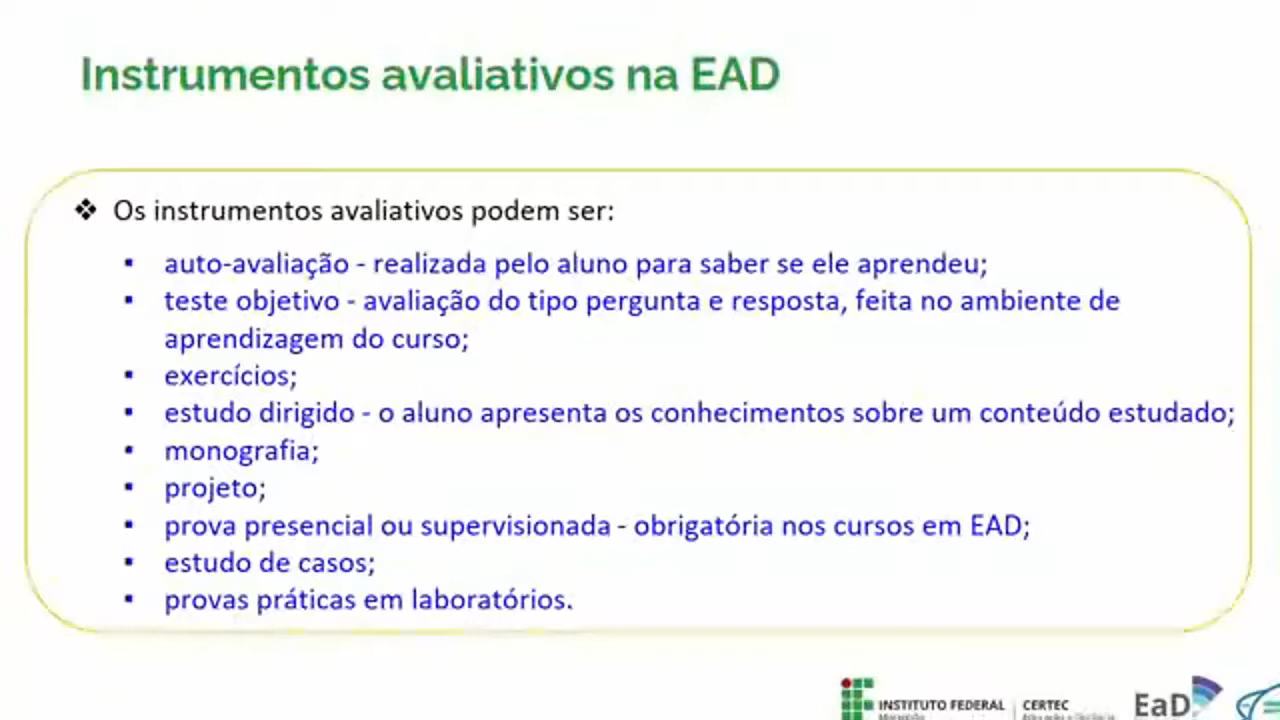 Instrumentos avaliativos na EAD
❖ Os instrumentos avaliativos podem ser:
▪ auto-avaliação - realizada pelo aluno para saber se ele aprendeu;
▪ teste objetivo - avaliação do tipo pergunta e resposta, feita no ambiente de
aprendizagem do curso;
▪ exercícios;
▪ estudo dirigido - o aluno apresenta os conhecimentos sobre um conteúdo estudado;
▪ monografia;
▪ projeto;
▪ prova presencial ou supervisionada - obrigatória nos cursos em EAD;
▪ estudo de casos;
▪ provas práticas em laboratórios.
INSTITUTO FEDERAL
CERTEC
EaD